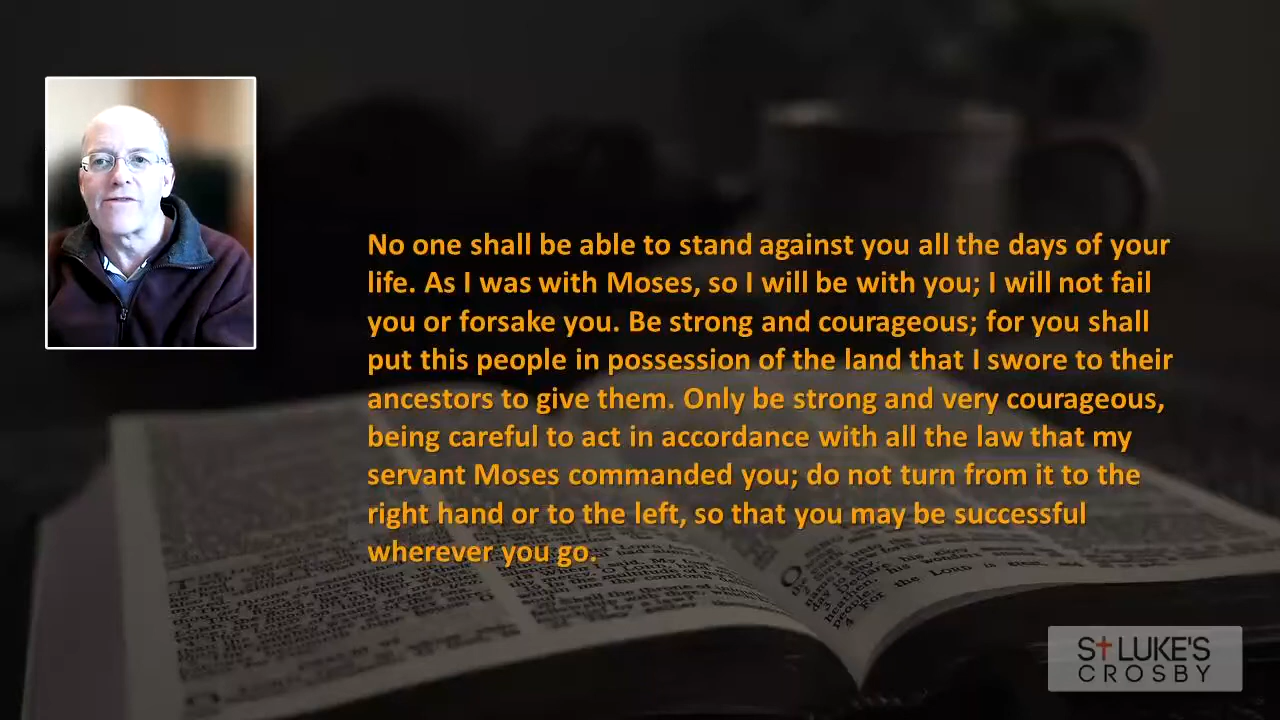 No one shall be able to stand against you all the days of your
life. As I was with Moses, so I will be with you; I will not fail
you or forsake you. Be strong and courageous; for you shall
put this people in possession of the land that I swore to their
ancestors to give them. Only be strong and very courageous,
being careful to act in accordance with all the law that my
servant Moses commanded you; do not turn from it to the
right hand or to the left, so that you may be successful
wherever you go.
ST LUKE'S
CROSBY